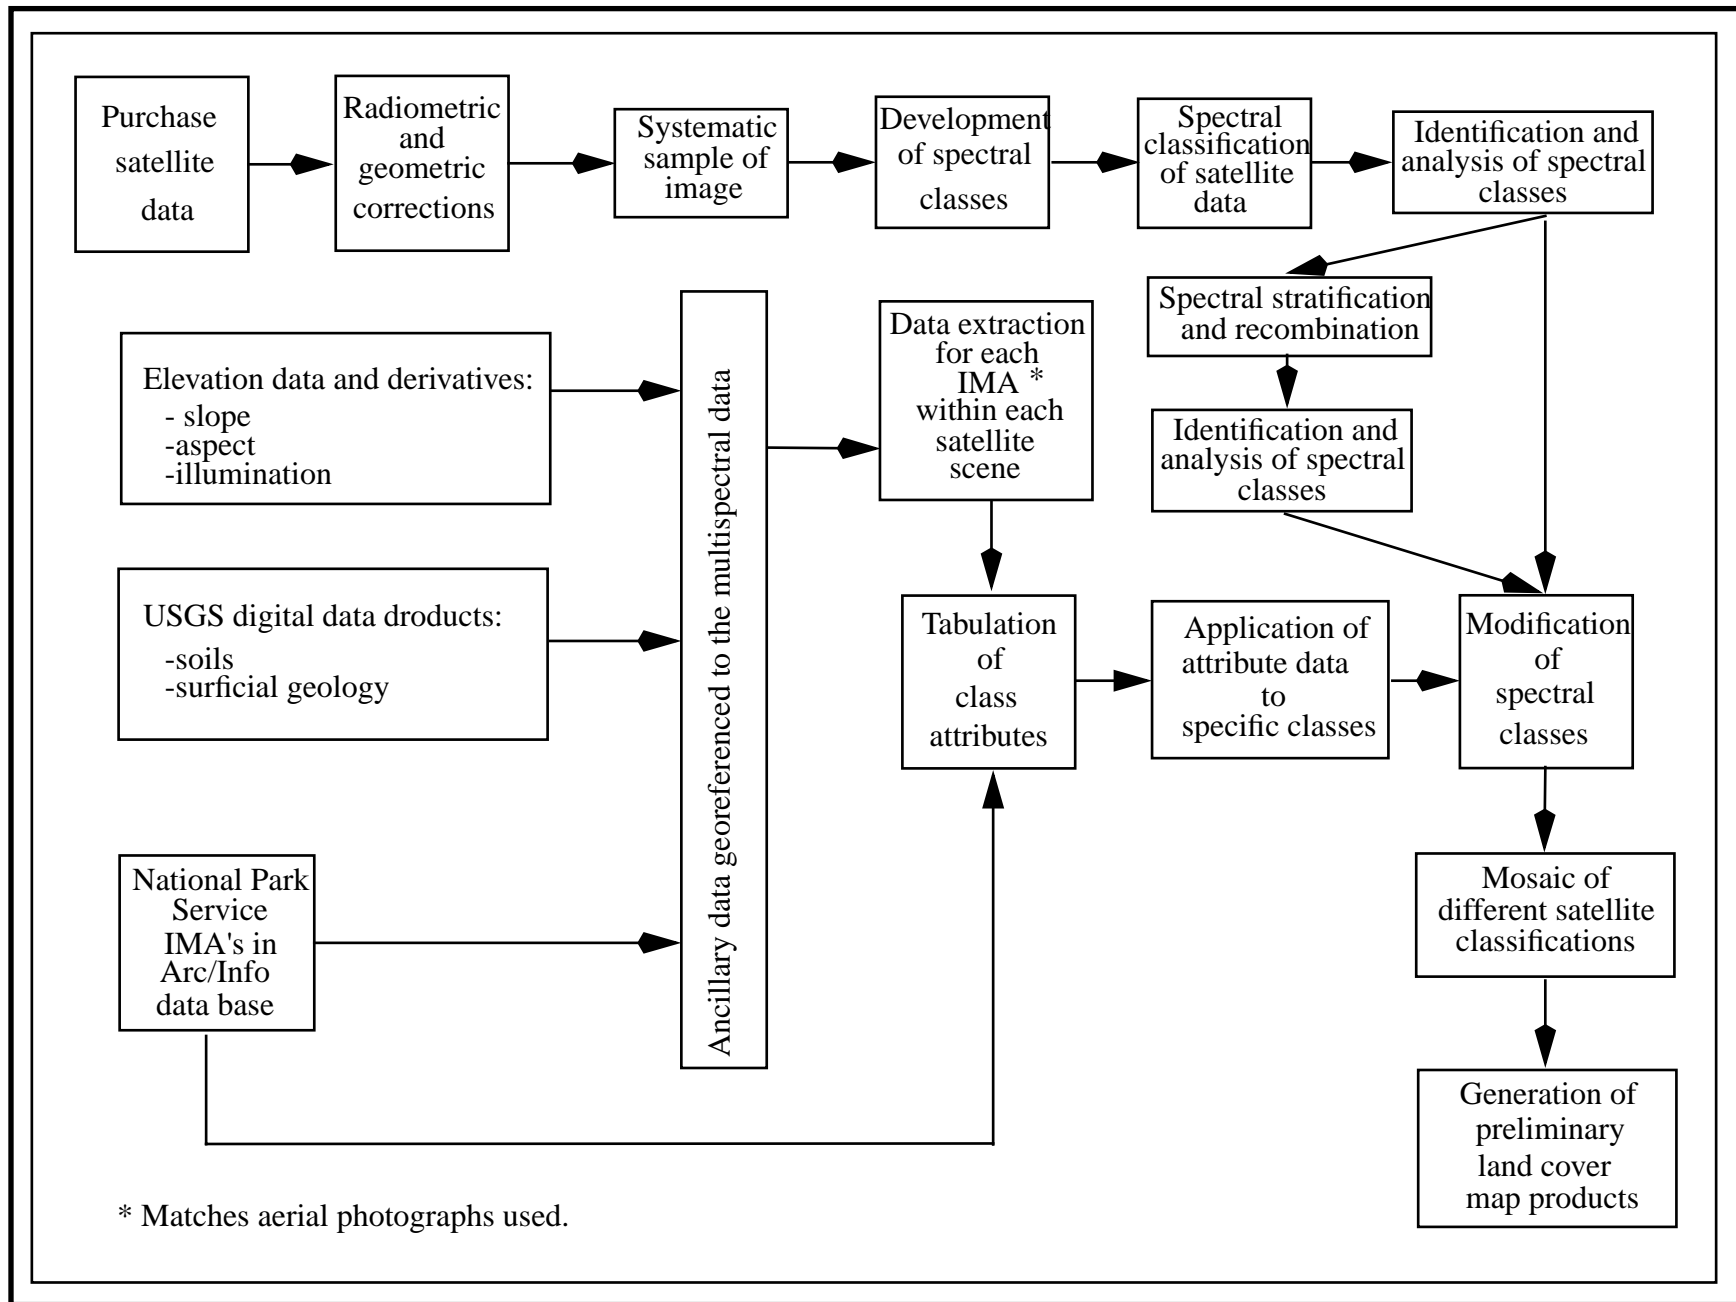 Purchase
satellite
data
Radiometric
and
geometric
corrections
Systematic
sample of
image
Development
of spectral
classes
Spectral
classification
of satellite
data
Identification and
analysis of spectral
classes
Spectral stratification
and recombination
Identification and
analysis of spectral
classes
Elevation data and derivatives:
- slope
-aspect
-illumination
USGS digital data droducts:
-soils
-surficial geology
National Park
Service
IMA's in
Arc/Info
data base
Ancillary data georeferenced to the multispectral data
Data extraction
for each
IMA *
within each
satellite
scene
Tabulation
of
class
attributes
Application of
attribute data
to
specific classes
Modification
of
spectral
classes
Mosaic of
different satellite
classifications
Generation of
preliminary
land cover
map products
* Matches aerial photographs used.